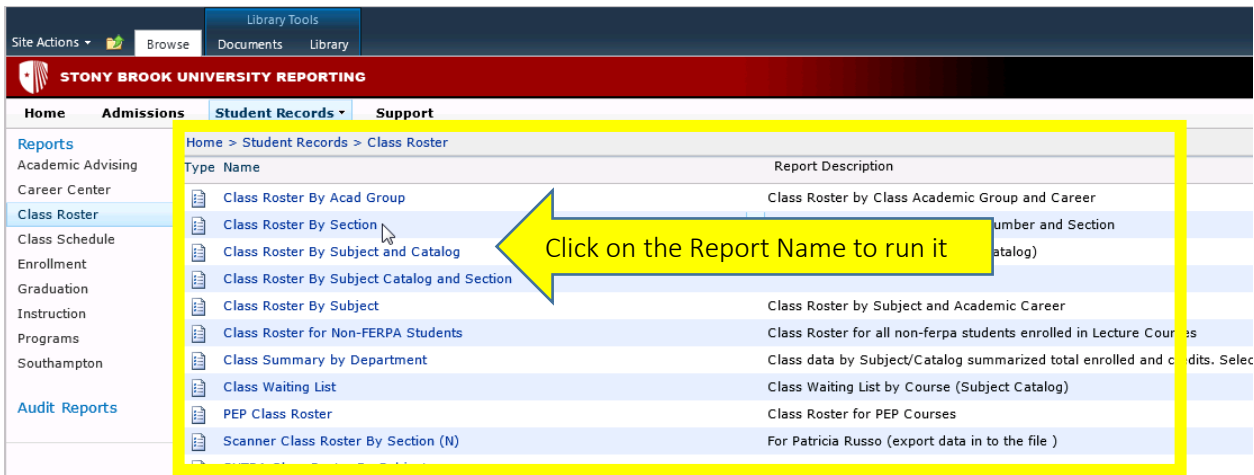 Library Tools
Site Actions Browse Documents Library
STONY BROOK UNIVERSITY REPORTING
Home Admissions Student Records Support
Reports
Academic Advising
Career Center
Class Roster
Class Schedule
Enrollment
Graduation
Instruction
Programs
Southampton
Audit Reports
Home > Student Records > Class Roster
Type Name Report Description
Class Roster By Acad Group Class Roster by Class Academic Group and Career
Class Roster By Section umber and Section
Class Roster By Subject and Catalog atalog)
Click on the Report Name to run it
Class Roster By Subject Catalog and Section
Class Roster By Subject Class Roster by Subject and Academic Career
Class Roster for Non-FERPA Students Class Roster for all non-ferpa students enrolled in Lecture Cou es
Class Summary by Department Class data by Subject/Catalog summarized total enrolled and c dits. Selec
Class Waiting List Class Waiting List by Course (Subject Catalog)
PEP Class Roster Class Roster for PEP Courses
Scanner Class Roster By Section (N) For Patricia Russo (export data in to the file )